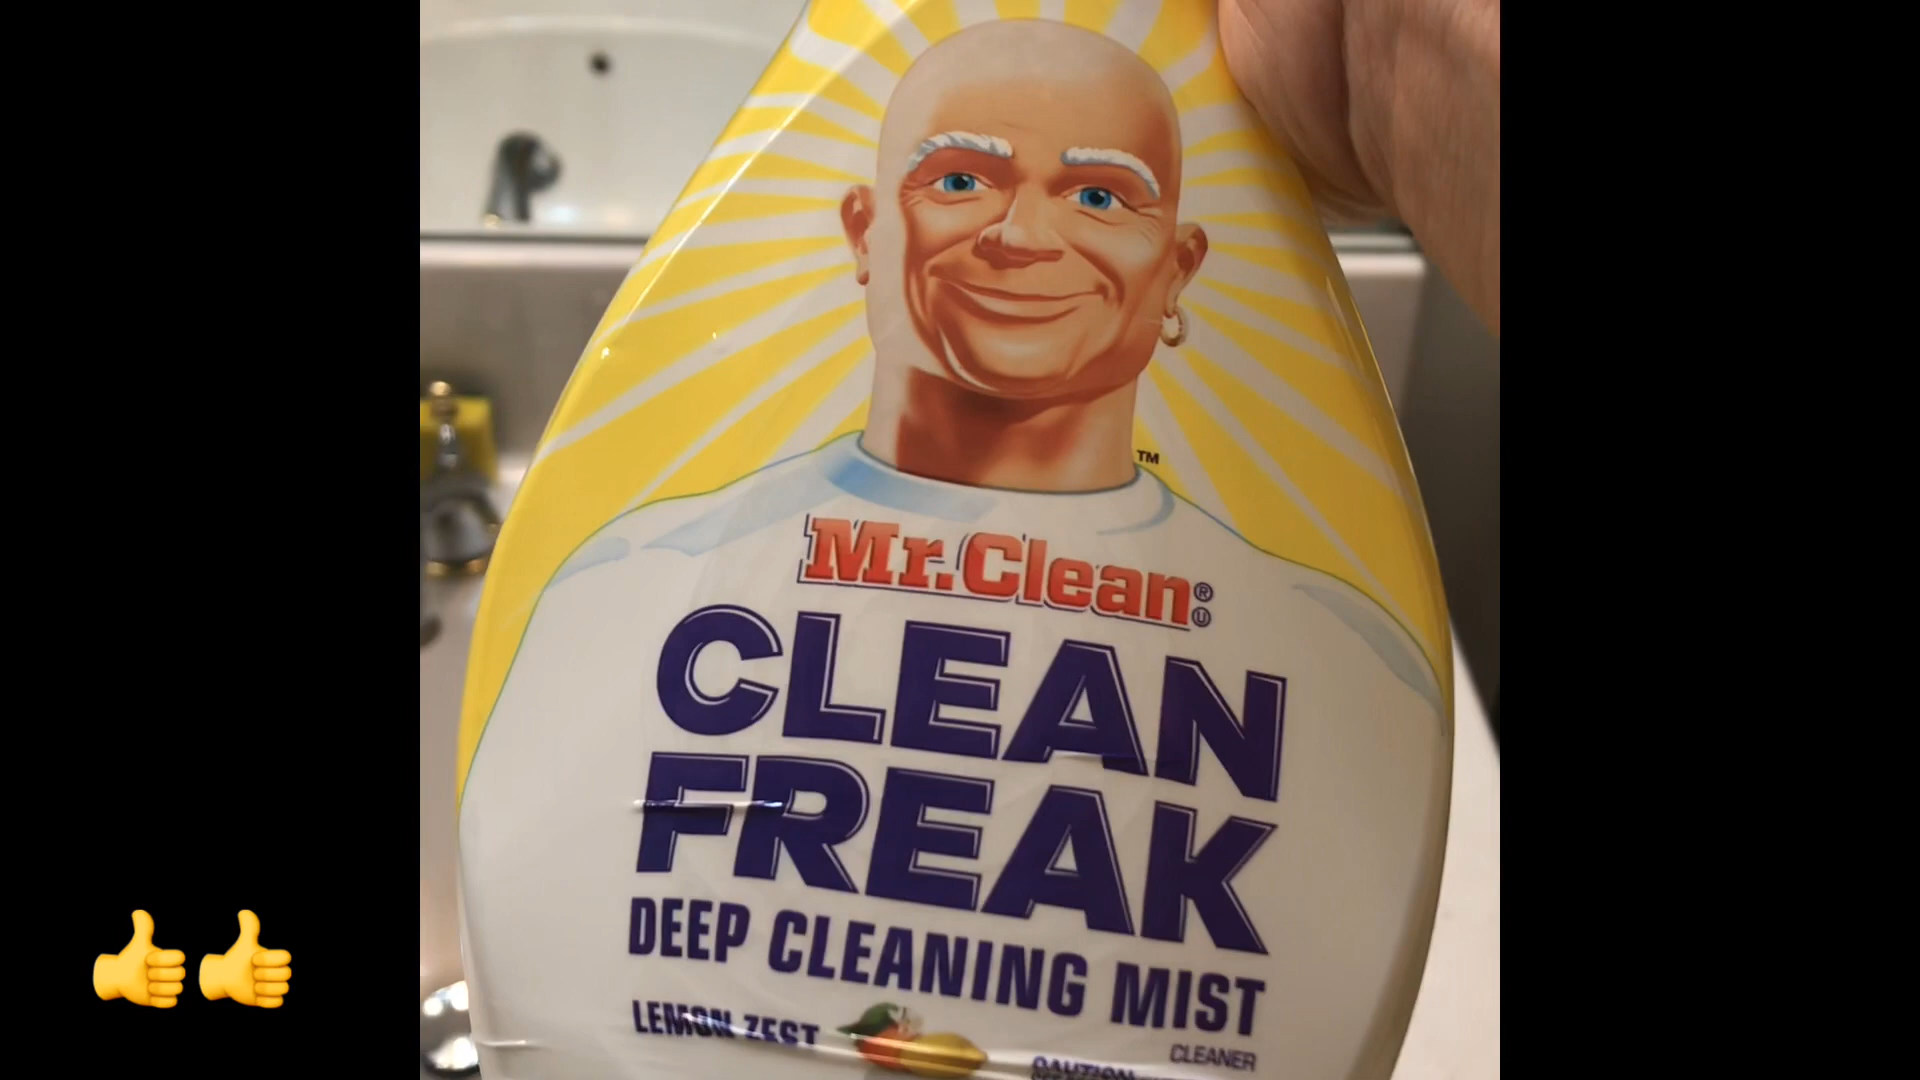 TM
Mr. Clean®
CLEAN
FREAK
DEEP CLEANING MIST
LEMON ZEST
CLEANER
CAUTION